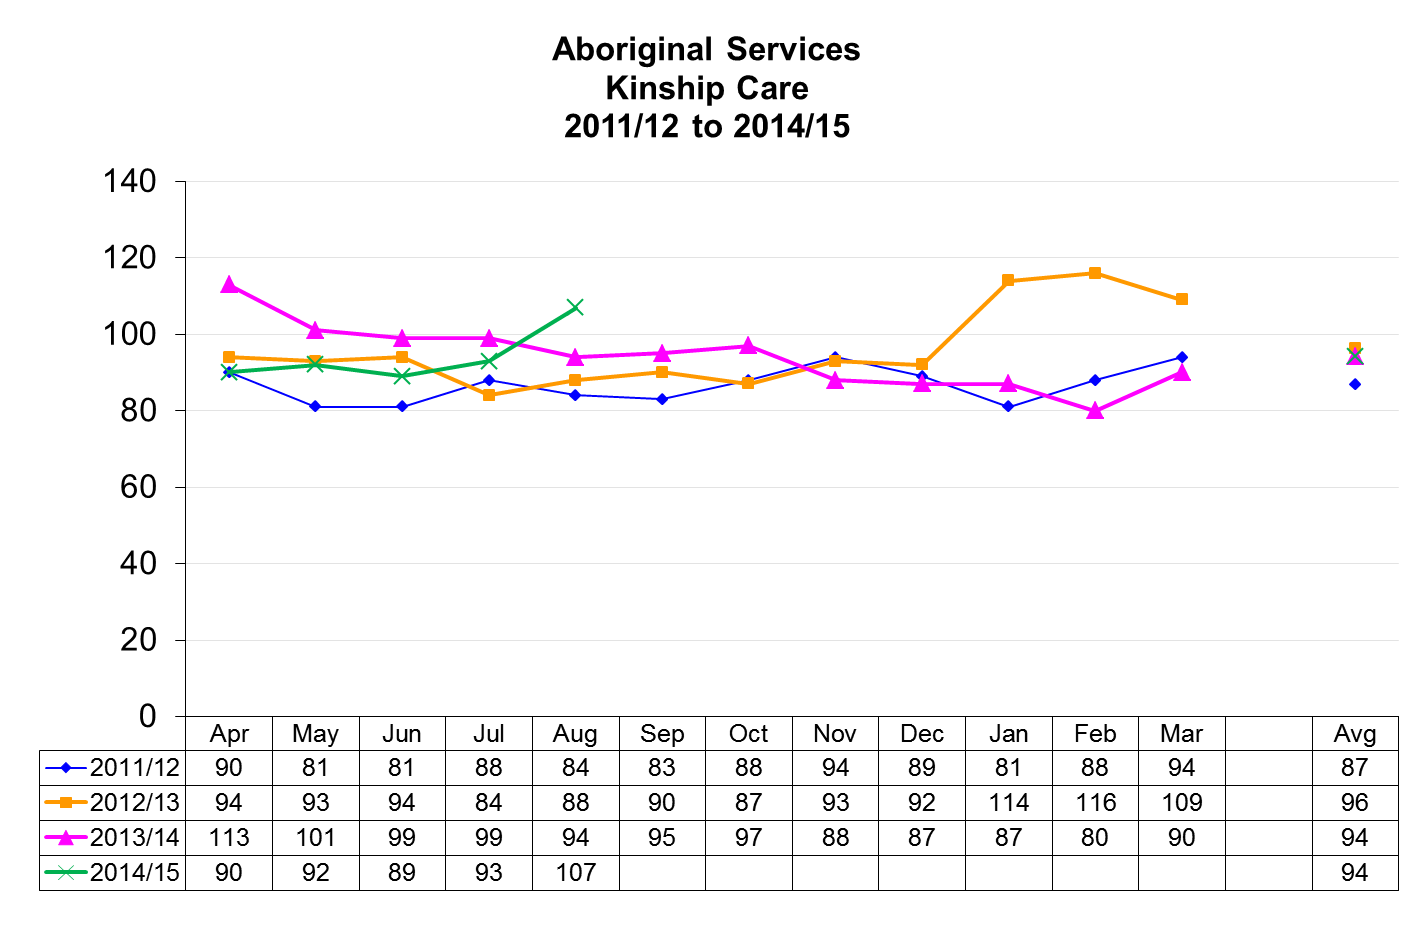 Aboriginal Services
Kinship Care
2011/12 to 2014/15
140
120
100
80
60
40
20
0
Apr May Jun Jul Aug Sep Oct Nov Dec Jan Feb Mar Avg
2011/12 90 81 81 88 84 83 88 94 89 81 88 94 87
2012/13 94 93 94 84 88 90 87 93 92 114 116 109 96
2013/14 113 101 99 99 94 95 97 88 87 87 80 90 94
2014/15 90 92 89 93 107 94